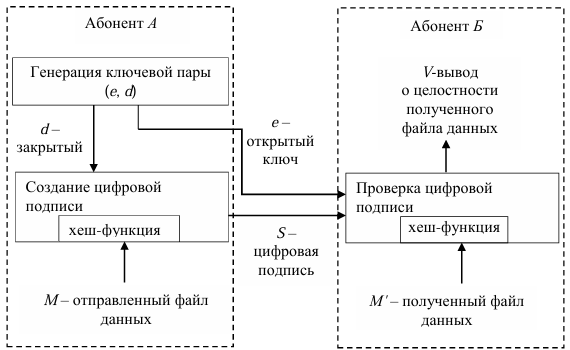 Абонент А
Генерация ключевой пары
(e, d)
d –
закрытый
e –
открытый
ключ
Создание цифровой
подписи
хеш-функция
S –
цифровая
подпись
M – отправленный файл
данных
Абонент Б
V-вывод
о целостности
полученного
файла данных
Проверка цифровой
подписи
хеш-функция
M′ – полученный файл
данных